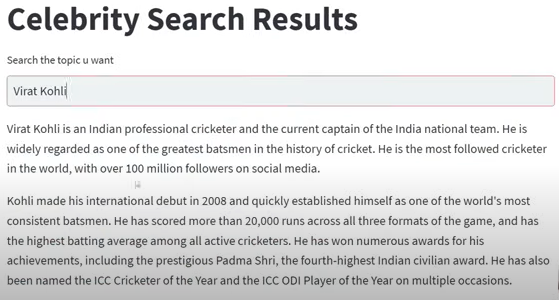 Celebrity Search Results
Search the topic u want
Virat Kohli
Virat Kohli is an Indian professional cricketer and the current captain of the India national team. He is
widely regarded as one of the greatest batsmen in the history of cricket. He is the most followed cricketer
in the world, with over 100 million followers on social media.
Kohli made his international debut in 2008 and quickly established himself as one of the world's most
consistent batsmen. He has scored more than 20,000 runs across all three formats of the game, and has
the highest batting average among all active cricketers. He has won numerous awards for his
achievements, including the prestigious Padma Shri, the fourth-highest Indian civilian award. He has also
been named the ICC Cricketer of the Year and the ICC ODI Player of the Year on multiple occasions.